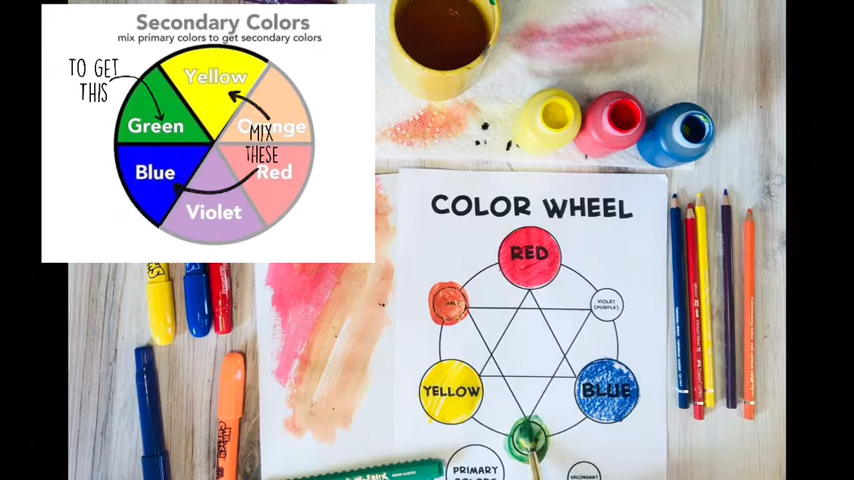 Secondary Colors
mix primary colors to get secondary colors
TO GET
THIS
Yellow
Green
Orange
MIX
THESE
Blue
Red
Violet
COLOR WHEEL
RED
VIOLET
(PURPLE)
YELLOW
BLUE
PRIMARY
COLORS
SECONDARY